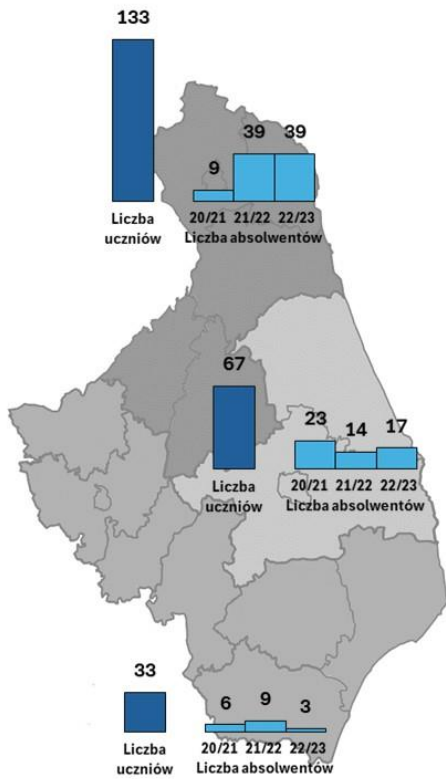 133
39 39
9
Liczba
uczniów
20/21 21/22 22/23
Liczba absolwentów
67
23
14
17
Liczba
uczniów
20/21 21/22 22/23
Liczba absolwentów
33
6
9
3
Liczba
uczniów
20/21 21/22 22/23
Liczba absolwentów